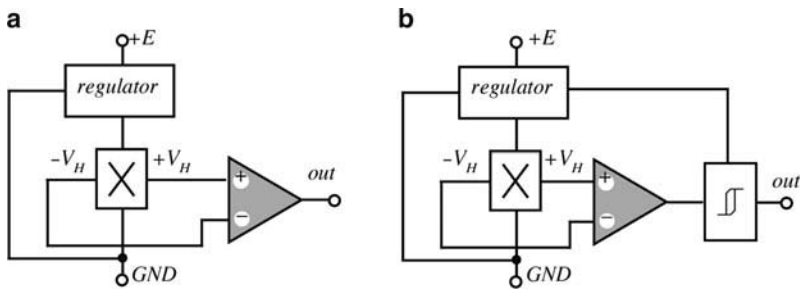 a
+E
regulator
−V_H
+V_H
out
+
−
GND
b
+E
regulator
−V_H
+V_H
out
+
−
GND